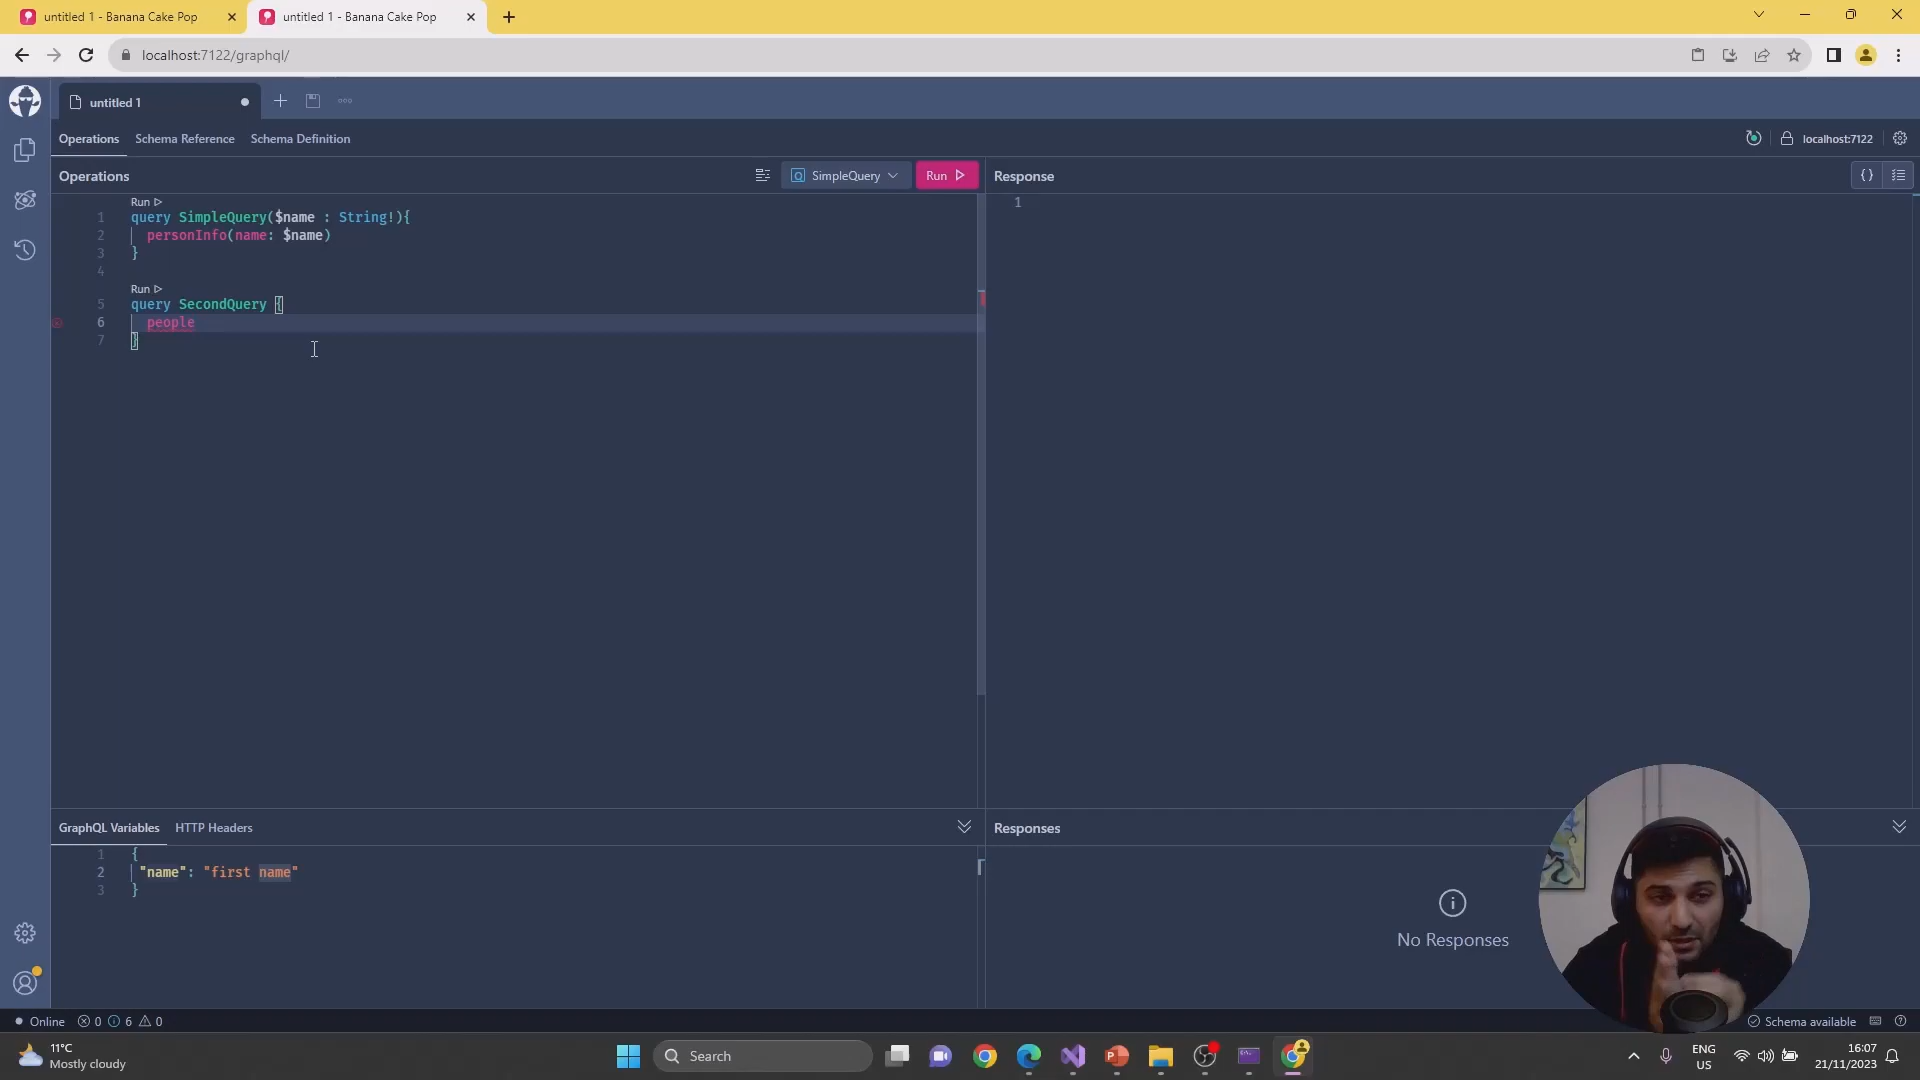 untitled 1 - Banana Cake Pop
untitled 1 - Banana Cake Pop
localhost:7122/graphql/
untitled 1
Operations
Schema Reference
Schema Definition
localhost:7122
Operations
SimpleQuery
Run
Response
Run
1 query SimpleQuery($name : String!){
2 personInfo(name: $name)
3 }
4
Run
5 query SecondQuery {
6 people
7 }
1
GraphQL Variables
HTTP Headers
Responses
1 {
2 "name": "first name"
3 }
No Responses
Online
0
6
0
Schema available
11°C
Mostly cloudy
Search
ENG
US
16:07
21/11/2023